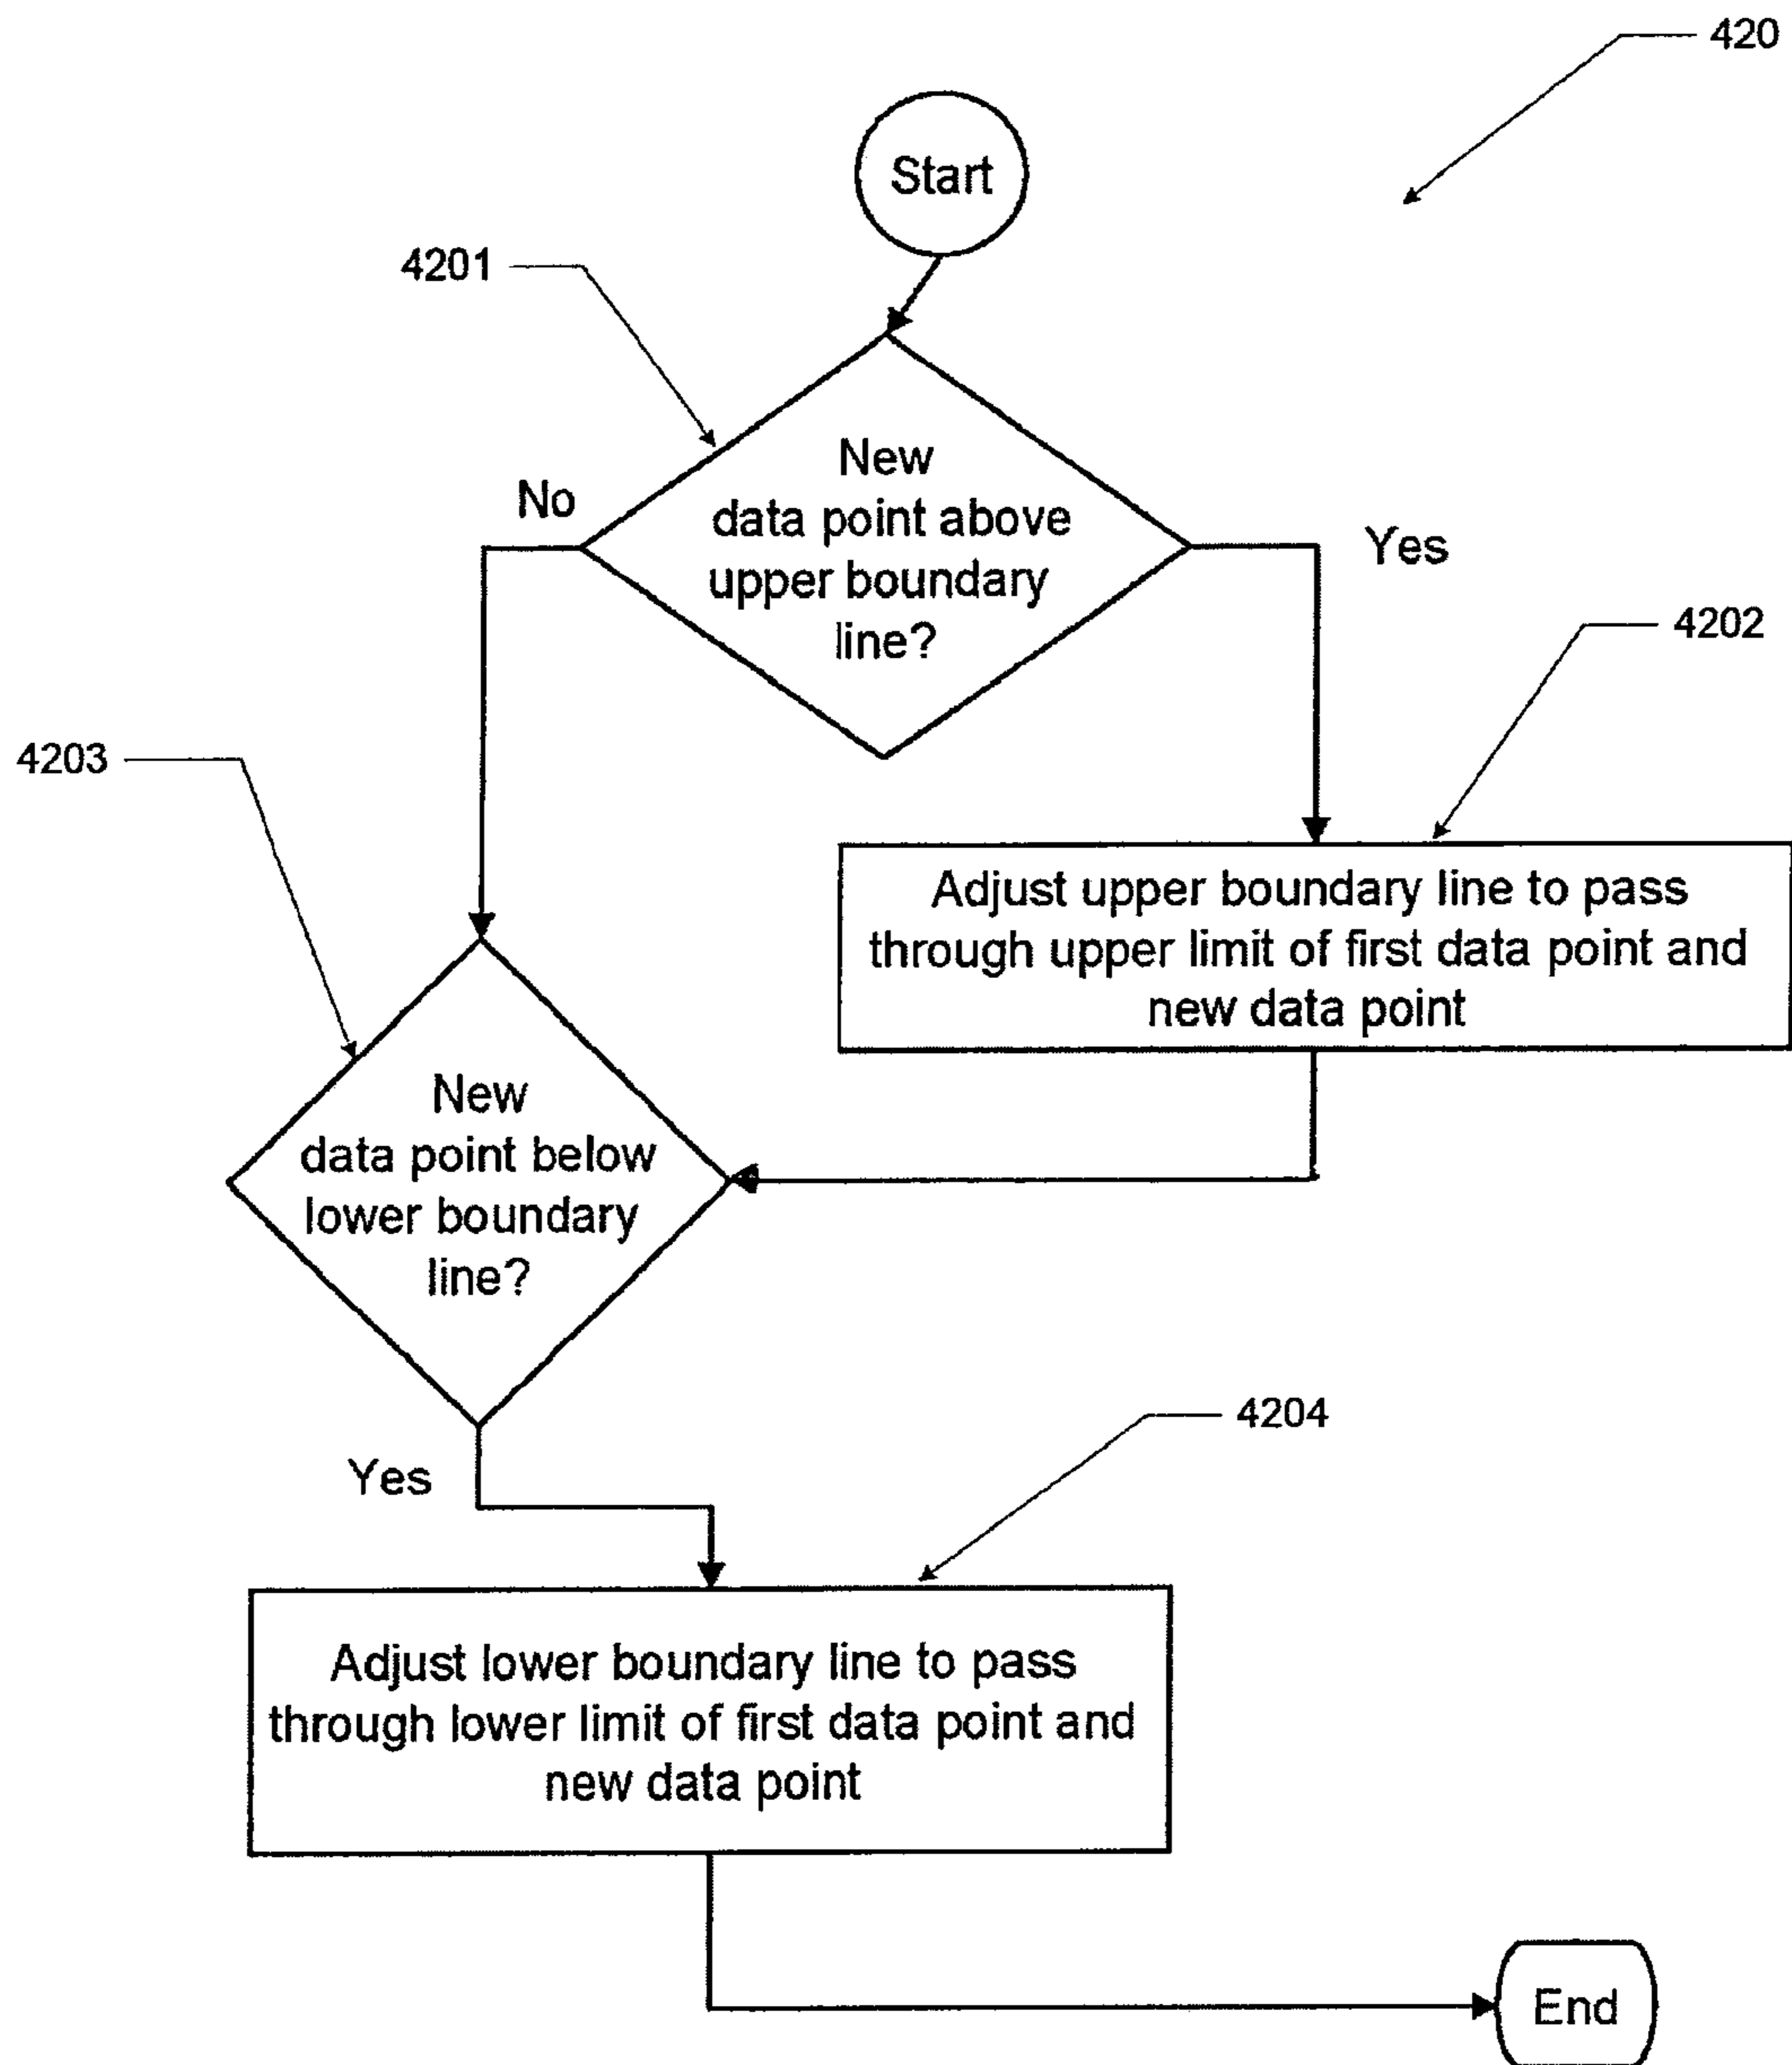 420
Start
4201
New
data point above
upper boundary
line?
No
Yes
4202
4203
Adjust upper boundary line to pass
through upper limit of first data point and
new data point
New
data point below
lower boundary
line?
4204
Yes
Adjust lower boundary line to pass
through lower limit of first data point and
new data point
End